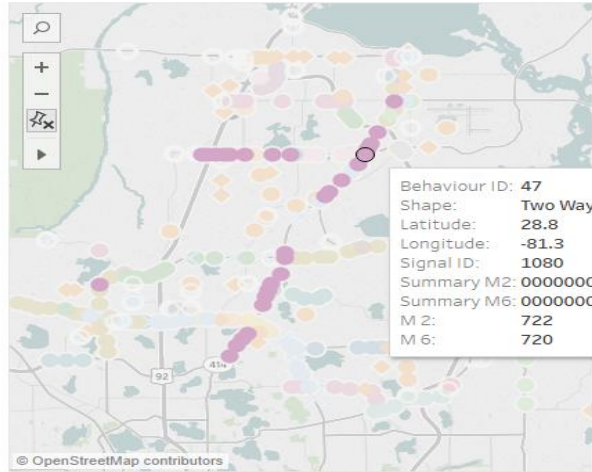 Behaviour ID: 47
Shape: Two Way
Latitude: 28.8
Longitude: -81.3
Signal ID: 1080
Summary M2: 0000000
Summary M6: 0000000
M 2: 722
M 6: 720
414
92
© OpenStreetMap contributors